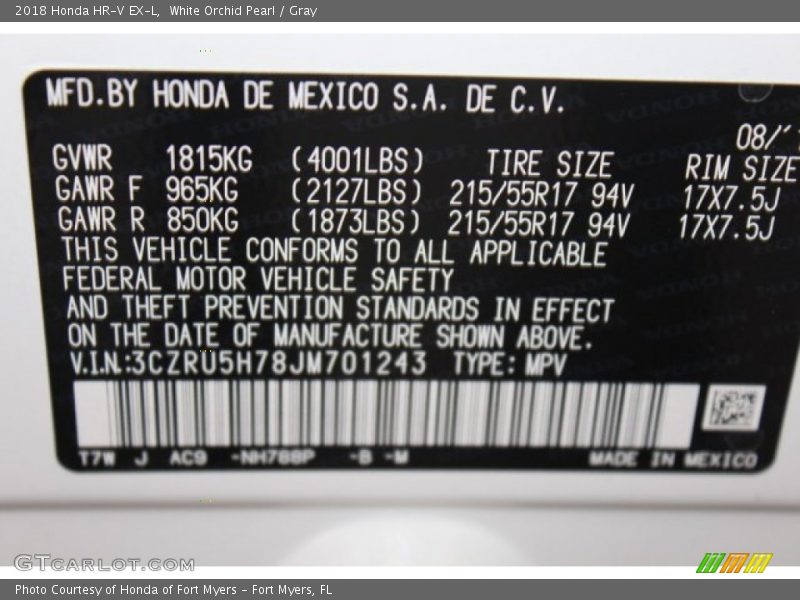 2018 Honda HR-V EX-L,  White Orchid Pearl / Gray
MFD.BY HONDA DE MEXICO S.A. DE C.V.
08/
GVWR 1815KG (4001LBS) TIRE SIZE RIM SIZE
GAWR F 965KG (2127LBS) 215/55R17 94V 17X7.5J
GAWR R 850KG (1873LBS) 215/55R17 94V 17X7.5J
THIS VEHICLE CONFORMS TO ALL APPLICABLE
FEDERAL MOTOR VEHICLE SAFETY
AND THEFT PREVENTION STANDARDS IN EFFECT
ON THE DATE OF MANUFACTURE SHOWN ABOVE.
V.I.N:3CZRU5H78JM701243 TYPE: MPV
T7W J AC9 -NH788P -B -M MADE IN MEXICO
GTCARLOT.COM
Photo Courtesy of Honda of Fort Myers - Fort Myers, FL